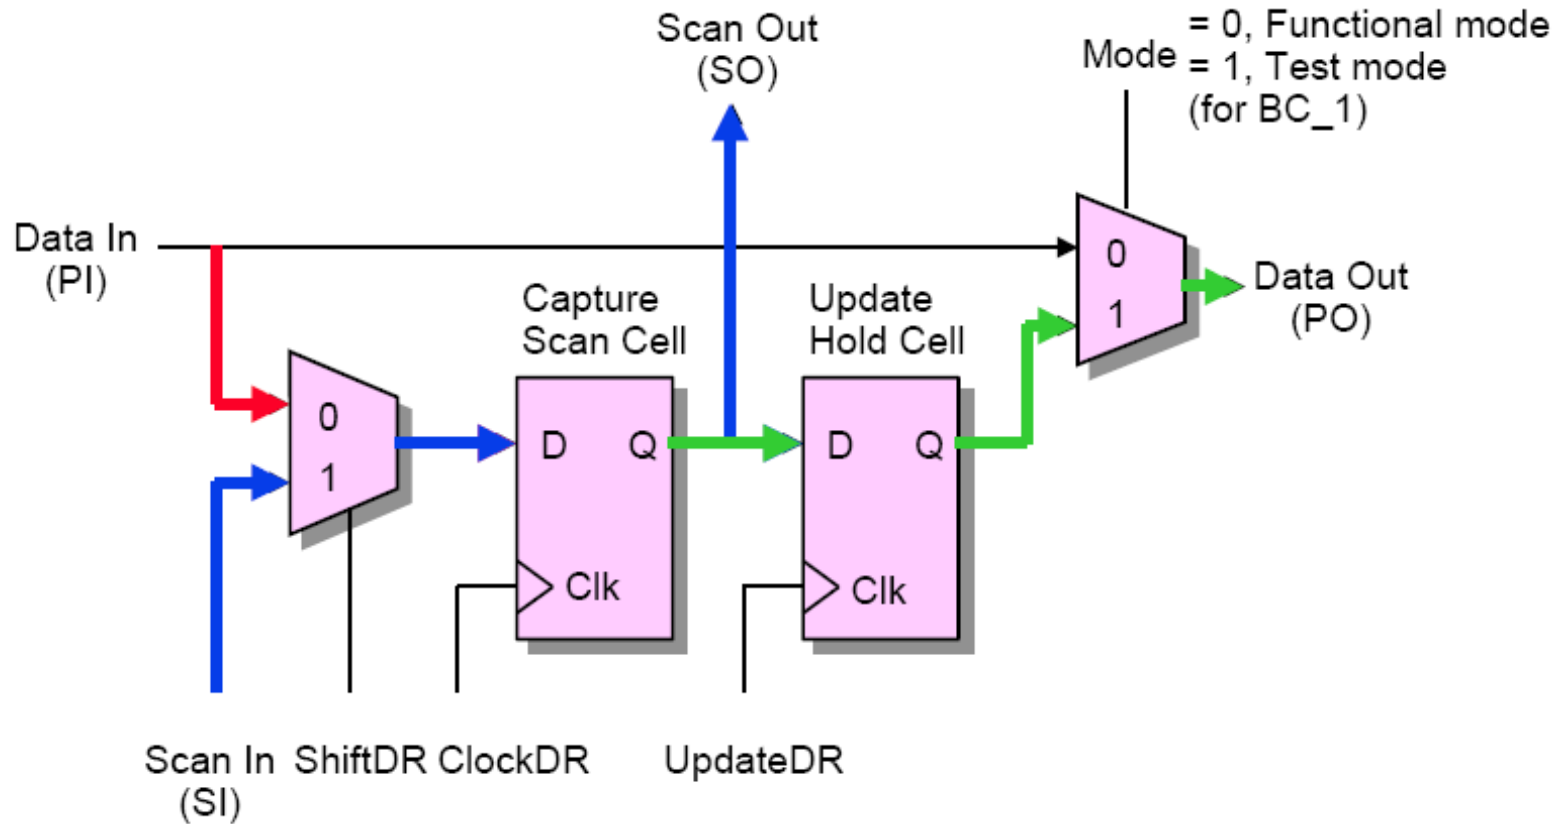 Scan Out
(SO)
Mode
= 0, Functional mode
= 1, Test mode
(for BC_1)
Data In
(PI)
0
1
Data Out
(PO)
Capture
Scan Cell
Update
Hold Cell
0
1
D
Q
Clk
D
Q
Clk
Scan In
(SI)
ShiftDR
ClockDR
UpdateDR